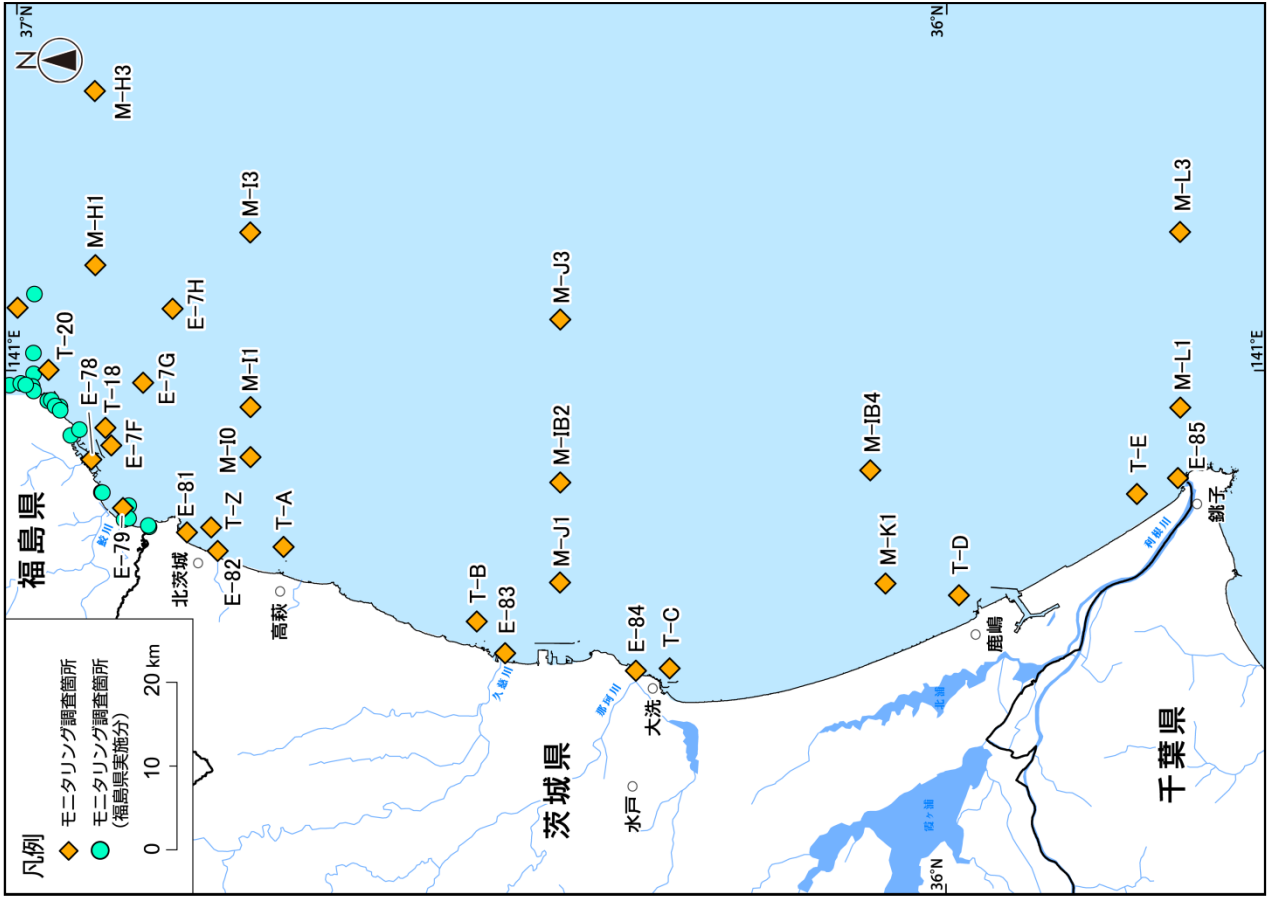 凡例
モニタリング調査箇所
モニタリング調査箇所
（福島県実施分）
0 10 20 km
N
37°N
36°N
36°N
141°E
141°E
福島県
茨城県
千葉県
鮫川
久慈川
那珂川
利根川
北浦
霞ヶ浦
北茨城
高萩
水戸
大洗
鹿嶋
銚子
M-H3
M-H1
T-20
E-78
T-18
E-7F
E-7G
E-7H
E-79
E-81
T-Z
E-82
M-I0
M-I1
M-I3
T-A
T-B
E-83
M-J1
M-IB2
M-J3
E-84
T-C
M-K1
M-IB4
T-D
T-E
E-85
M-L1
M-L3